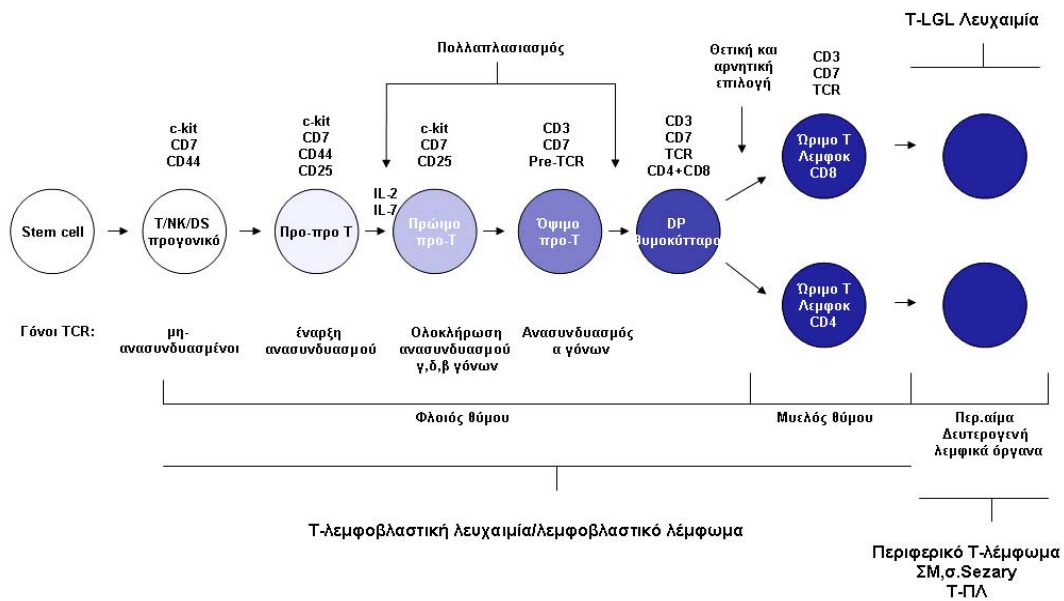 T-LGL Λευχαιμία
Πολλαπλασιασμός
Θετική και
αρνητική
επιλογή
CD3
CD7
TCR
c-kit
CD7
CD44
c-kit
CD7
CD44
CD25
c-kit
CD7
CD25
CD3
CD7
Pre-TCR
CD3
CD7
TCR
CD4+CD8
IL-2
IL-7
Stem cell
T/NK/DS
προγονικό
Προ-προ Τ
Πρώιμο
προ-Τ
Όψιμο
προ-Τ
DP
θυμοκύτταρο
Ώριμο Τ
Λεμφοκ
CD8
Ώριμο Τ
Λεμφοκ
CD4
Γόνοι TCR:
μη-
ανασυνδυασμένοι
έναρξη
ανασυνδυασμού
Ολοκλήρωση
ανασυνδυασμού
γ,δ,β γόνων
Ανασυνδυασμός
α γόνων
Φλοιός θύμου
Μυελός θύμου
Περ.αίμα
Δευτερογενή
λεμφικά όργανα
Τ-λεμφοβλαστική λευχαιμία/λεμφοβλαστικό λέμφωμα
Περιφερικό Τ-λέμφωμα
ΣΜ,σ.Sezary
Τ-ΠΛ